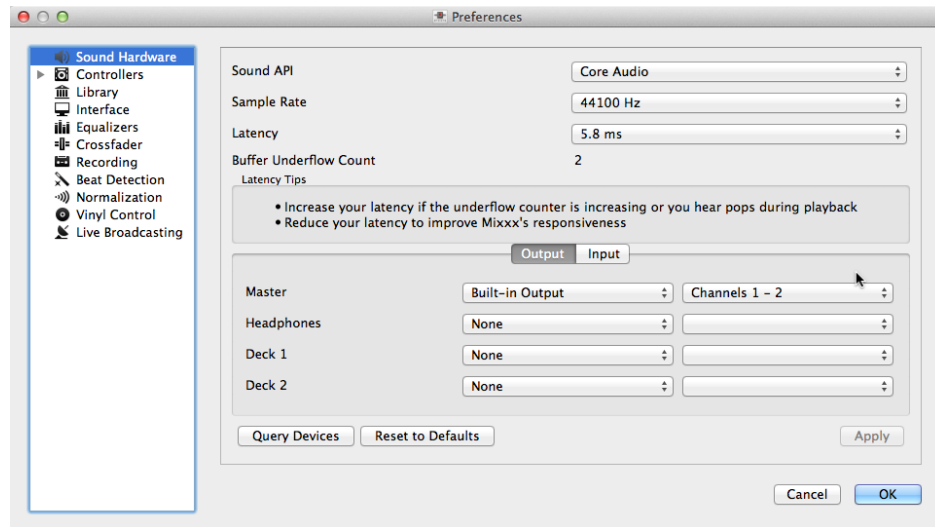 Preferences
Sound Hardware
Controllers
Library
Interface
Equalizers
Crossfader
Recording
Beat Detection
Normalization
Vinyl Control
Live Broadcasting
Sound API Core Audio
Sample Rate 44100 Hz
Latency 5.8 ms
Buffer Underflow Count 2
Latency Tips
• Increase your latency if the underflow counter is increasing or you hear pops during playback
• Reduce your latency to improve Mixxx's responsiveness
Output Input
Master Built-in Output Channels 1 - 2
Headphones None
Deck 1 None
Deck 2 None
Query Devices Reset to Defaults Apply
Cancel OK